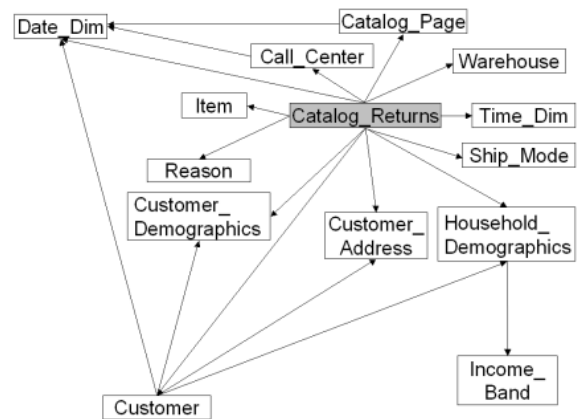 Date_Dim
Catalog_Page
Call_Center
Warehouse
Item
Catalog_Returns
Time_Dim
Ship_Mode
Reason
Customer_
Demographics
Customer_
Address
Household_
Demographics
Income_
Band
Customer